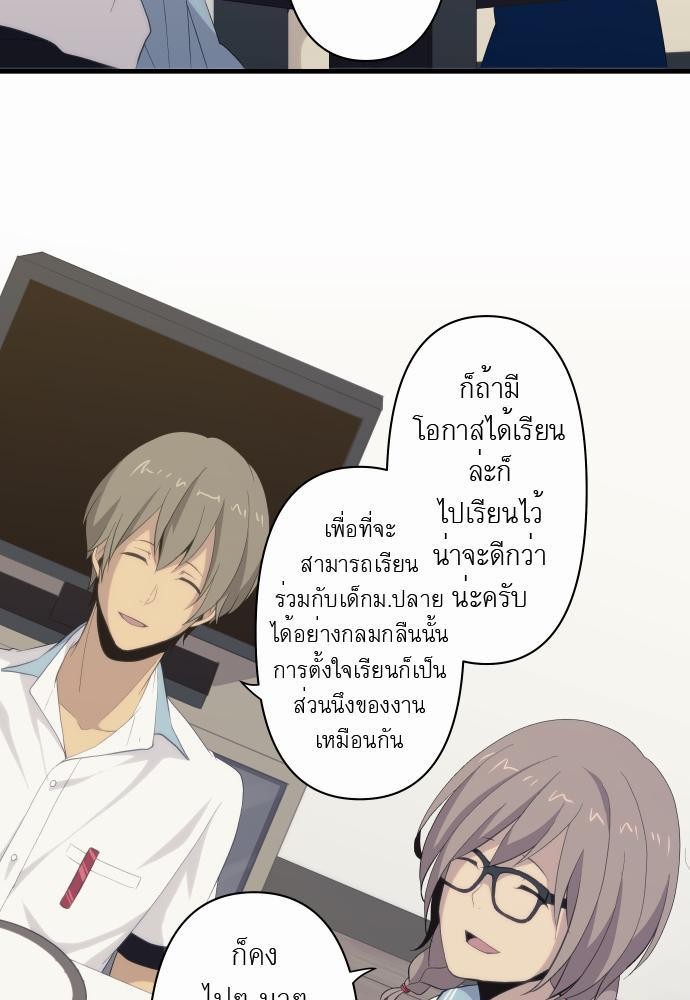 ก็ถ้ามี
โอกาสได้เรียน
ล่ะก็
ไปเรียนไว้
น่าจะดีกว่า
น่ะครับ
เพื่อที่จะ
สามารถเรียน
ร่วมกับเด็กม.ปลาย
ได้อย่างกลมกลืนนั้น
การตั้งใจเรียนก็เป็น
ส่วนนึงของงาน
เหมือนกัน
ก็คง